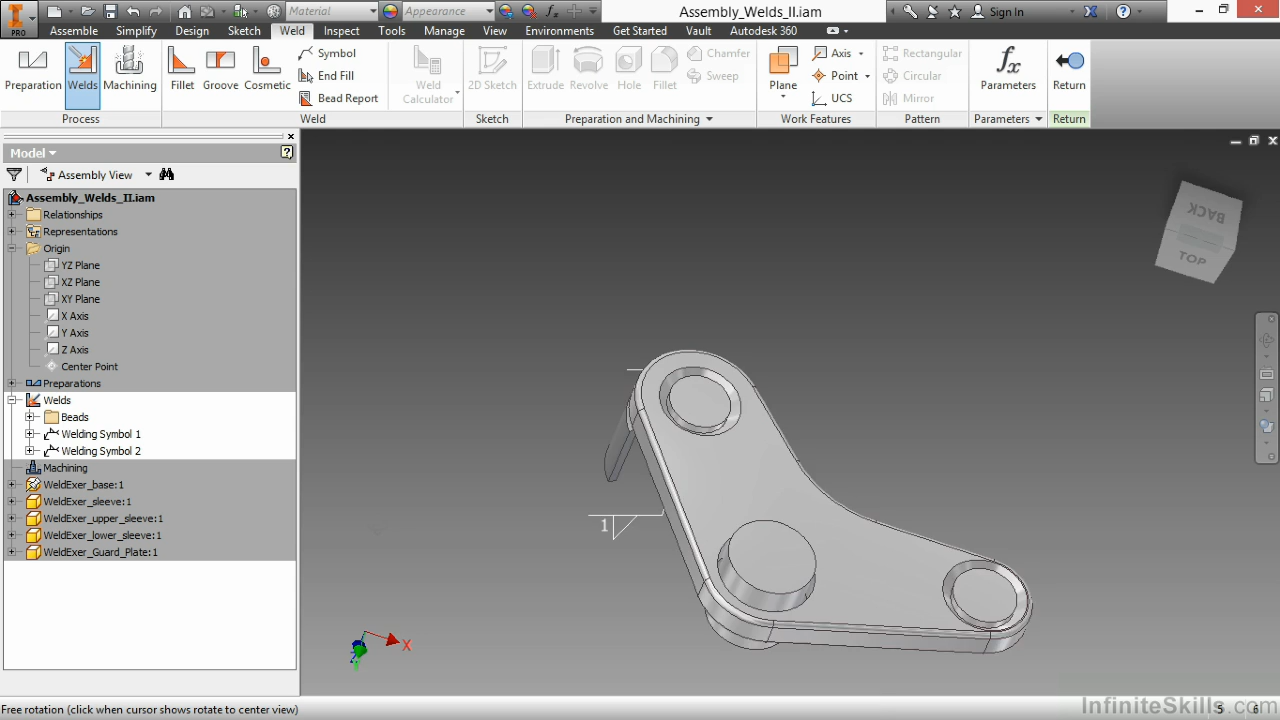 Material
Appearance
Assembly_Welds_II.iam
Sign In
PRO
Assemble Simplify Design Sketch Weld Inspect Tools Manage View Environments Get Started Vault Autodesk 360
Preparation Welds Machining
Process
Fillet Groove Cosmetic
Symbol
End Fill
Bead Report
Weld Calculator
Weld
2D Sketch
Sketch
Extrude Revolve Hole Fillet
Chamfer
Sweep
Preparation and Machining
Plane
Axis
Point
UCS
Work Features
Rectangular
Circular
Mirror
Pattern
Parameters
Parameters
Return
Return
Model
Assembly View
Assembly_Welds_II.iam
Relationships
Representations
Origin
YZ Plane
XZ Plane
XY Plane
X Axis
Y Axis
Z Axis
Center Point
Preparations
Welds
Beads
Welding Symbol 1
Welding Symbol 2
Machining
WeldExer_base:1
WeldExer_sleeve:1
WeldExer_upper_sleeve:1
WeldExer_lower_sleeve:1
WeldExer_Guard_Plate:1
BACK
TOP
1
X
Free rotation (click when cursor shows rotate to center view)
5 6
InfiniteSkills.com